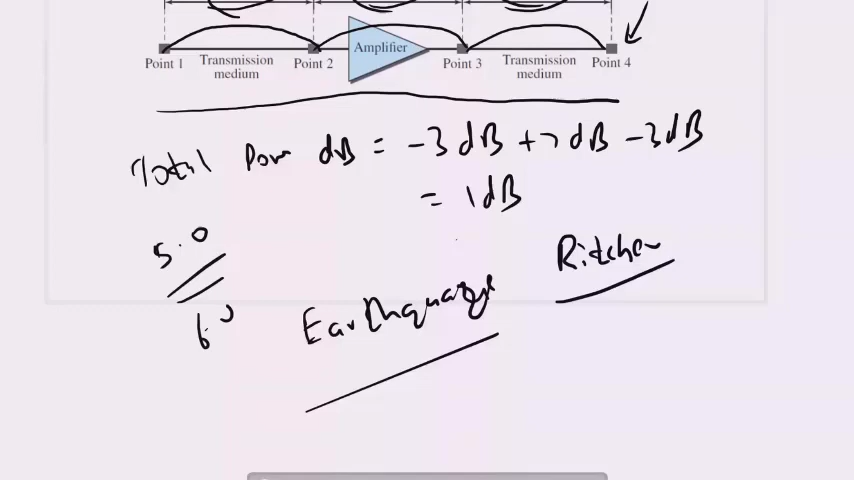 Point 1 Transmission medium Point 2 Amplifier Point 3 Transmission medium Point 4
Total Pow dB = -3 dB +7 dB -3 dB
= 1 dB
5.0
Earthquake Ritcher
6.0